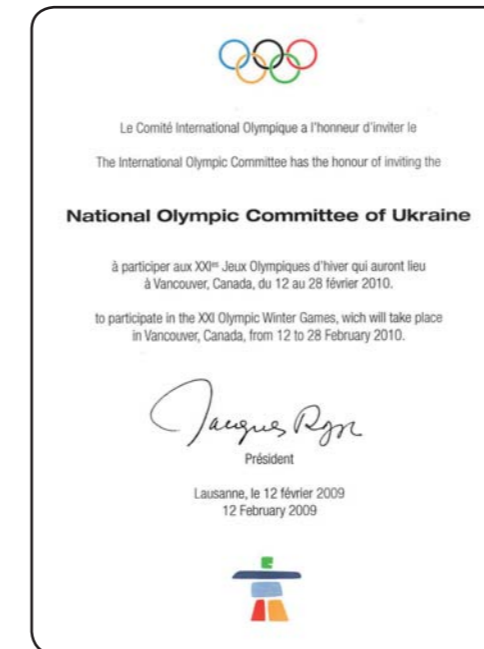 Le Comité International Olympique a l'honneur d'inviter le
The International Olympic Committee has the honour of inviting the
National Olympic Committee of Ukraine
à participer aux XXIes Jeux Olympiques d'hiver qui auront lieu
à Vancouver, Canada, du 12 au 28 février 2010.
to participate in the XXI Olympic Winter Games, wich will take place
in Vancouver, Canada, from 12 to 28 February 2010.
Jacques Rogge
Président
Lausanne, le 12 février 2009
12 February 2009